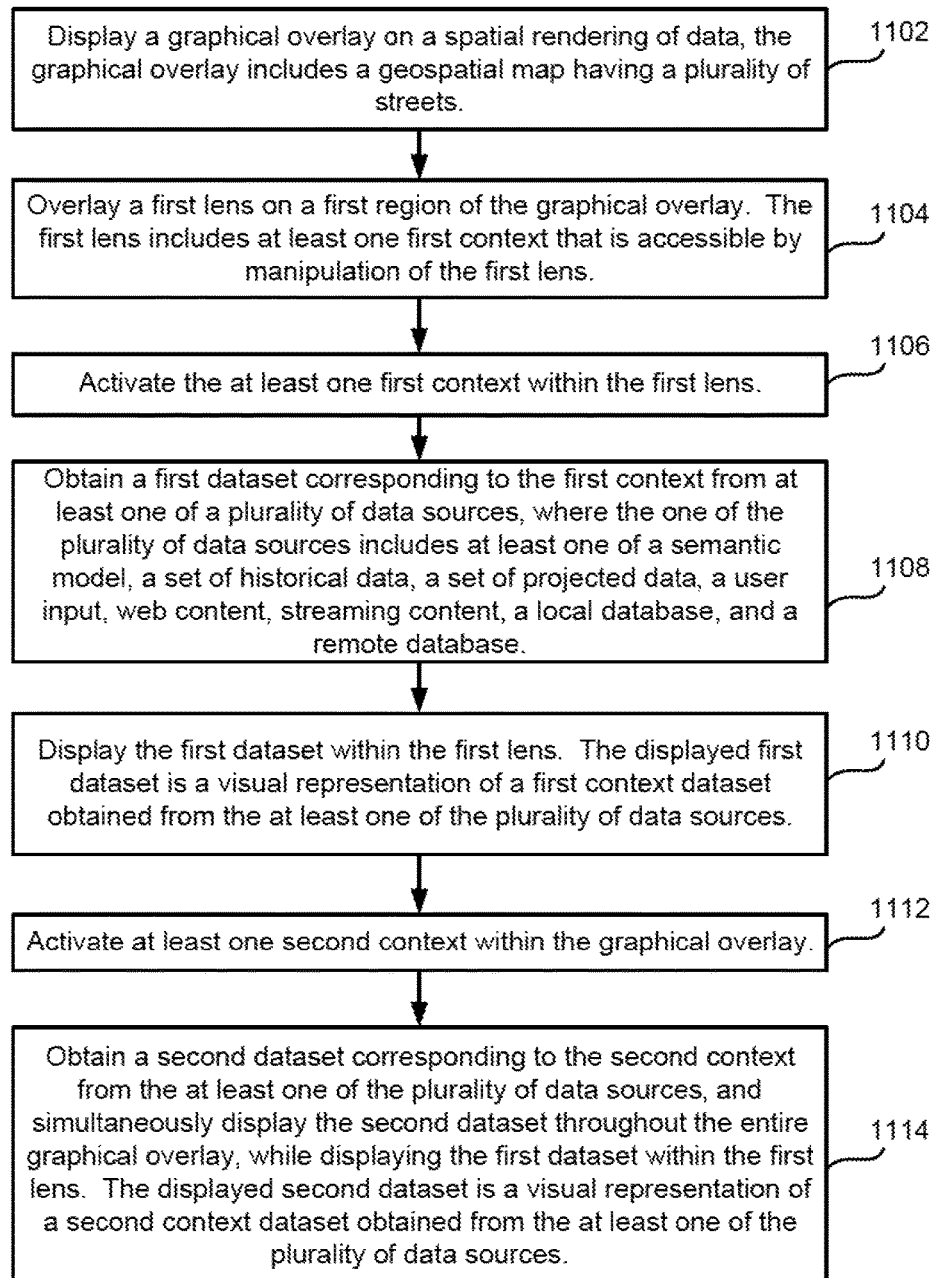 Display a graphical overlay on a spatial rendering of data, the
graphical overlay includes a geospatial map having a plurality of
streets.
1102
Overlay a first lens on a first region of the graphical overlay. The
first lens includes at least one first context that is accessible by
manipulation of the first lens.
1104
Activate the at least one first context within the first lens.
1106
Obtain a first dataset corresponding to the first context from at
least one of a plurality of data sources, where the one of the
plurality of data sources includes at least one of a semantic
model, a set of historical data, a set of projected data, a user
input, web content, streaming content, a local database, and a
remote database.
1108
Display the first dataset within the first lens. The displayed first
dataset is a visual representation of a first context dataset
obtained from the at least one of the plurality of data sources.
1110
Activate at least one second context within the graphical overlay.
1112
Obtain a second dataset corresponding to the second context
from the at least one of the plurality of data sources, and
simultaneously display the second dataset throughout the entire
graphical overlay, while displaying the first dataset within the first
lens. The displayed second dataset is a visual representation of
a second context dataset obtained from the at least one of the
plurality of data sources.
1114